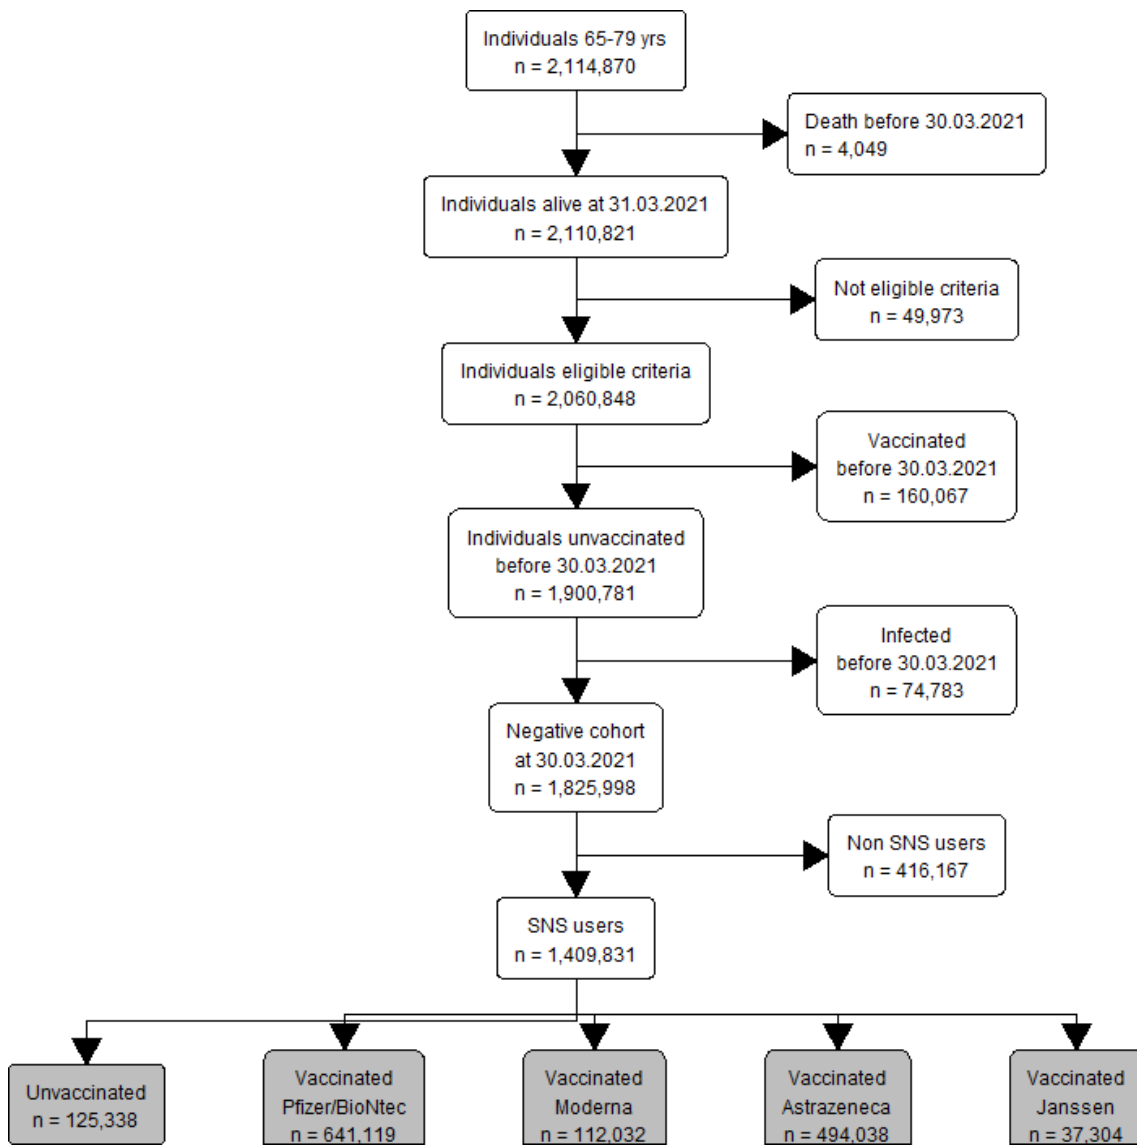 Individuals 65-79 yrs
n = 2,114,870
Death before 30.03.2021
n = 4,049
Individuals alive at 31.03.2021
n = 2,110,821
Not eligible criteria
n = 49,973
Individuals eligible criteria
n = 2,060,848
Vaccinated
before 30.03.2021
n = 160,067
Individuals unvaccinated
before 30.03.2021
n = 1,900,781
Infected
before 30.03.2021
n = 74,783
Negative cohort
at 30.03.2021
n = 1,825,998
Non SNS users
n = 416,167
SNS users
n = 1,409,831
Unvaccinated
n = 125,338
Vaccinated
Pfizer/BioNtec
n = 641,119
Vaccinated
Moderna
n = 112,032
Vaccinated
Astrazeneca
n = 494,038
Vaccinated
Janssen
n = 37,304